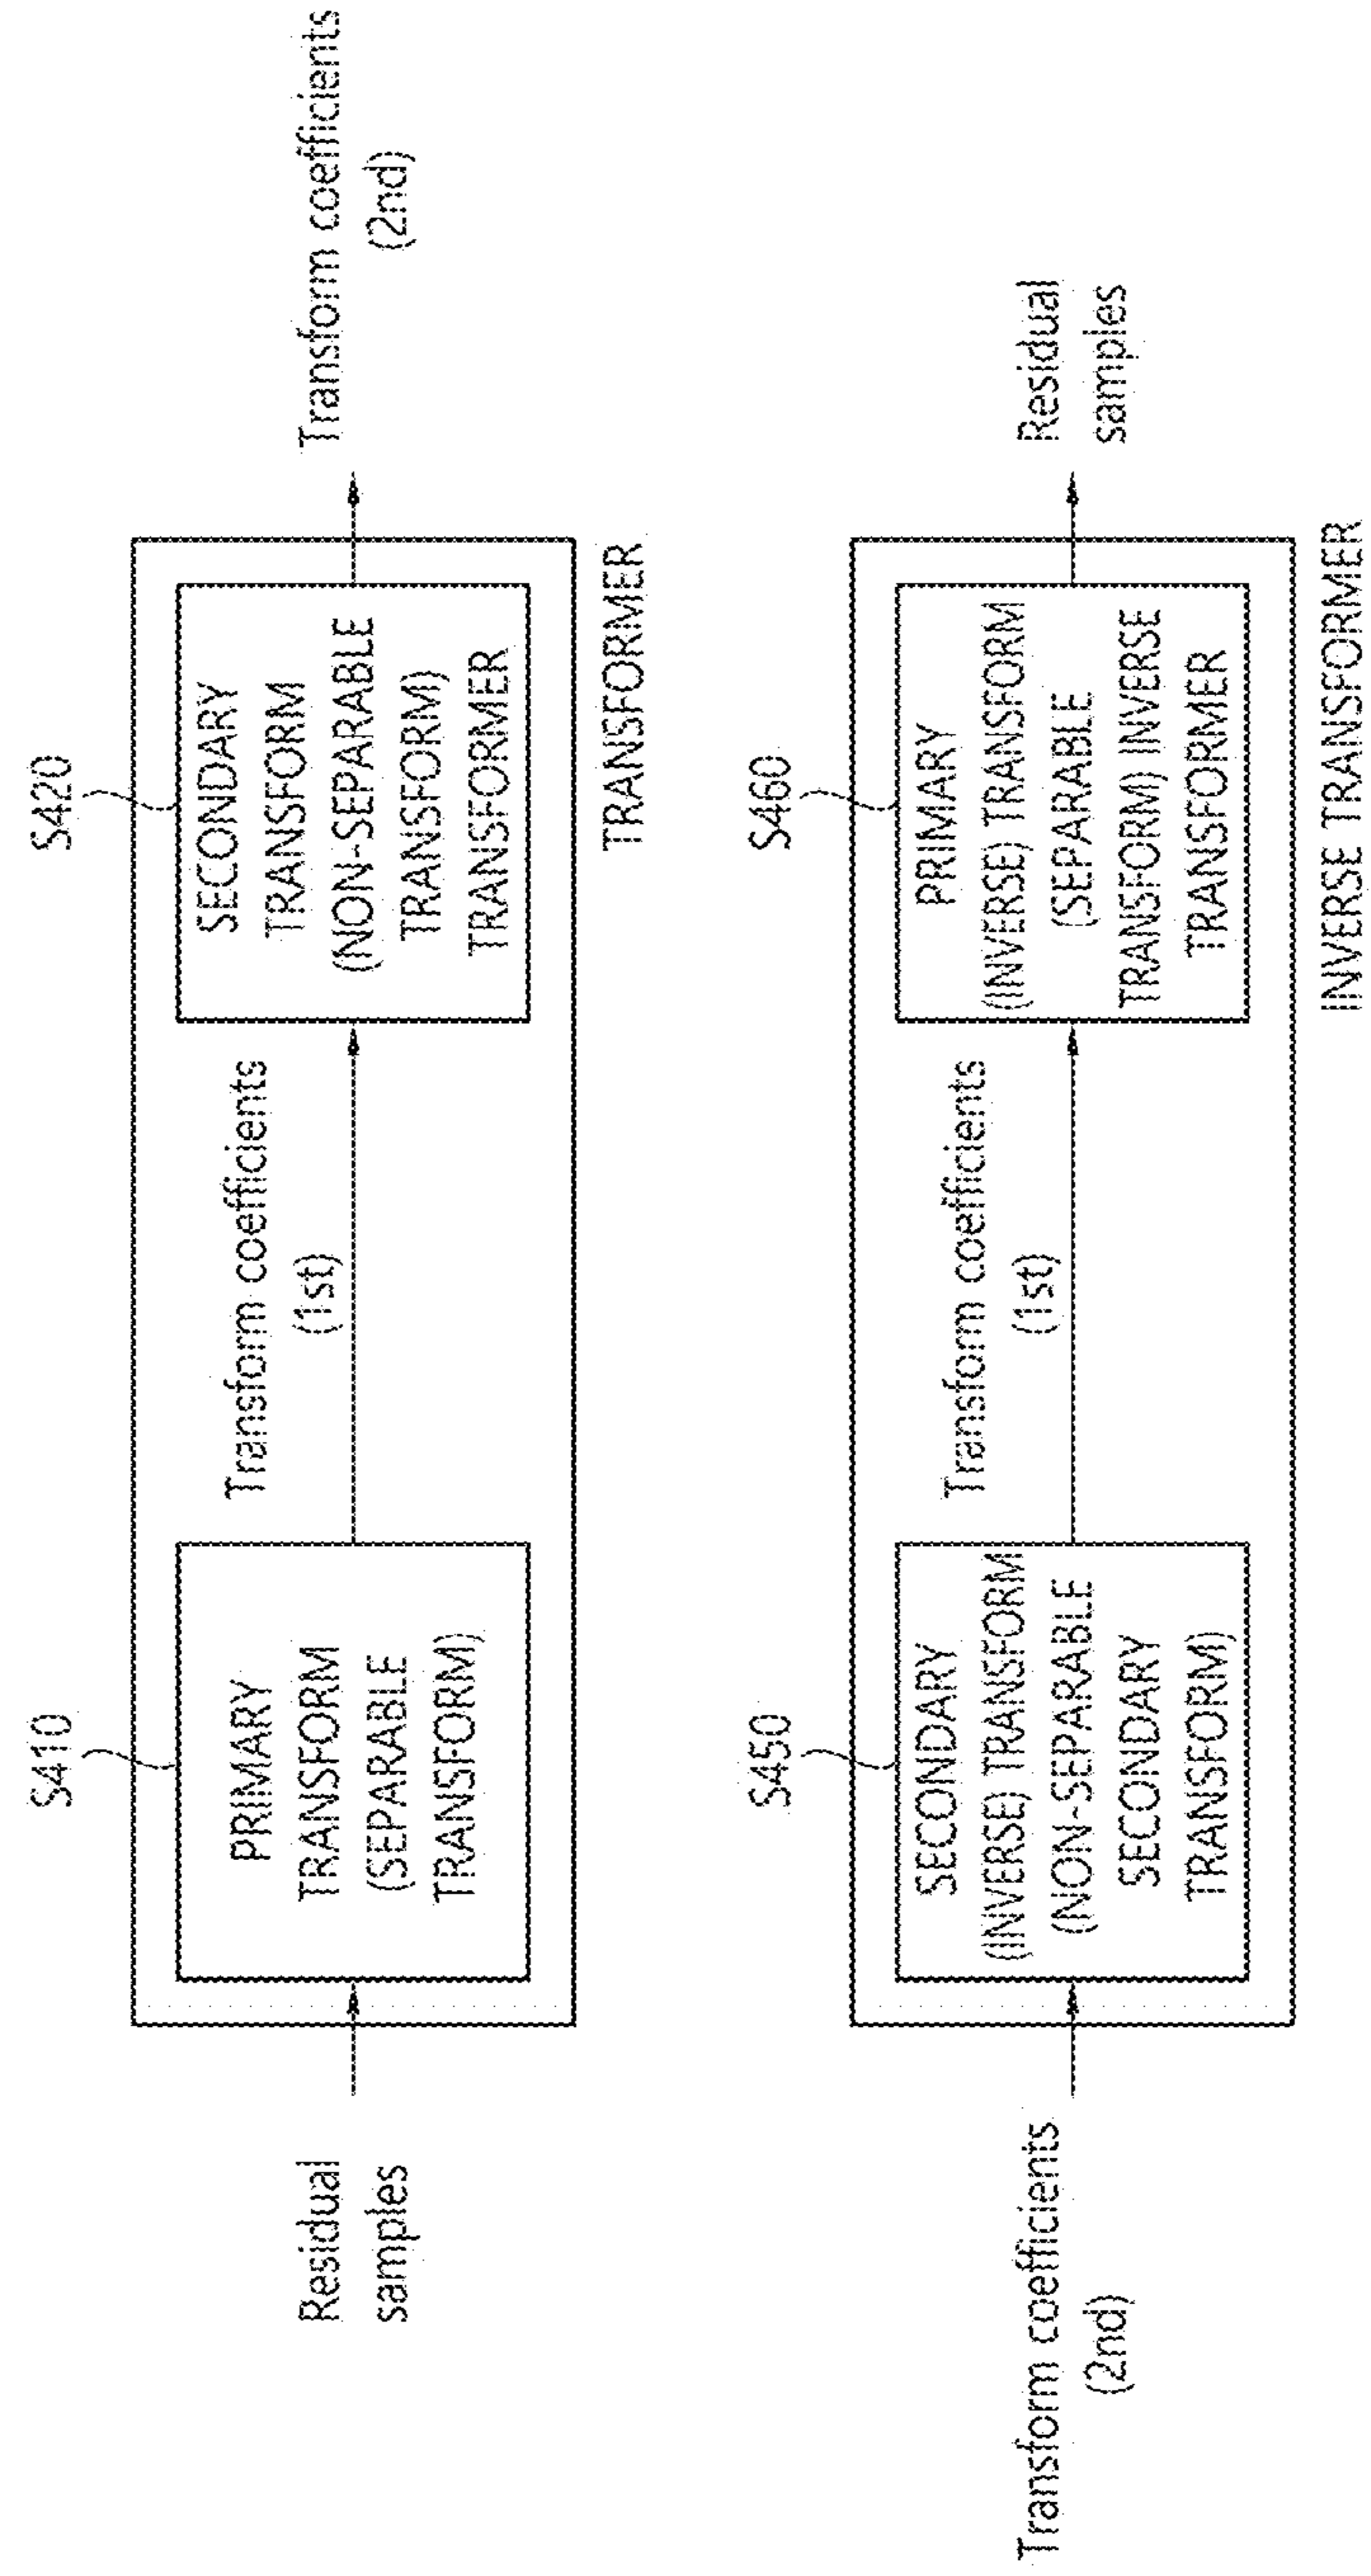 S410
S420
Residual
samples
PRIMARY
TRANSFORM
(SEPARABLE
TRANSFORM)
Transform coefficients
(1st)
SECONDARY
TRANSFORM
(NON-SEPARABLE
TRANSFORM)
TRANSFORMER
Transform coefficients
(2nd)
TRANSFORMER
S450
S460
Transform coefficients
(2nd)
SECONDARY
(INVERSE) TRANSFORM
(NON-SEPARABLE
SECONDARY
TRANSFORM)
Transform coefficients
(1st)
PRIMARY
(INVERSE) TRANSFORM
(SEPARABLE
TRANSFORM) INVERSE
TRANSFORMER
Residual
samples
INVERSE TRANSFORMER